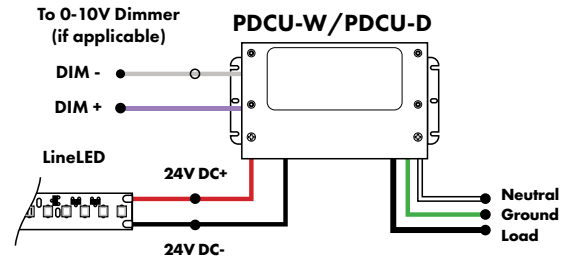 To 0-10V Dimmer
(if applicable)
PDCU-W/PDCU-D
DIM -
DIM +
LineLED
24V DC+
24V DC-
Neutral
Ground
Load